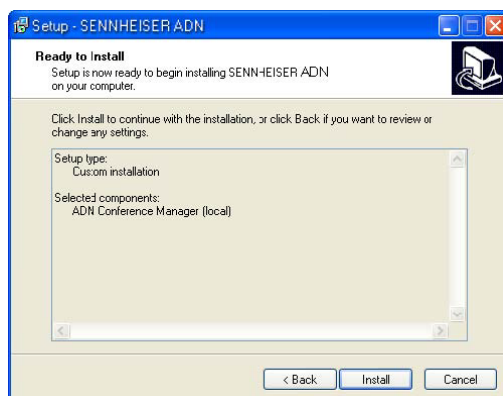 Setup - SENNHEISER ADN
Ready to Install
Setup is now ready to begin installing SENNHEISER ADN
on your computer.
Click Install to continue with the installation, or click Back if you want to review or
change any settings.
Setup type:
Custom installation
Selected components:
ADN Conference Manager (local)
< Back
Install
Cancel